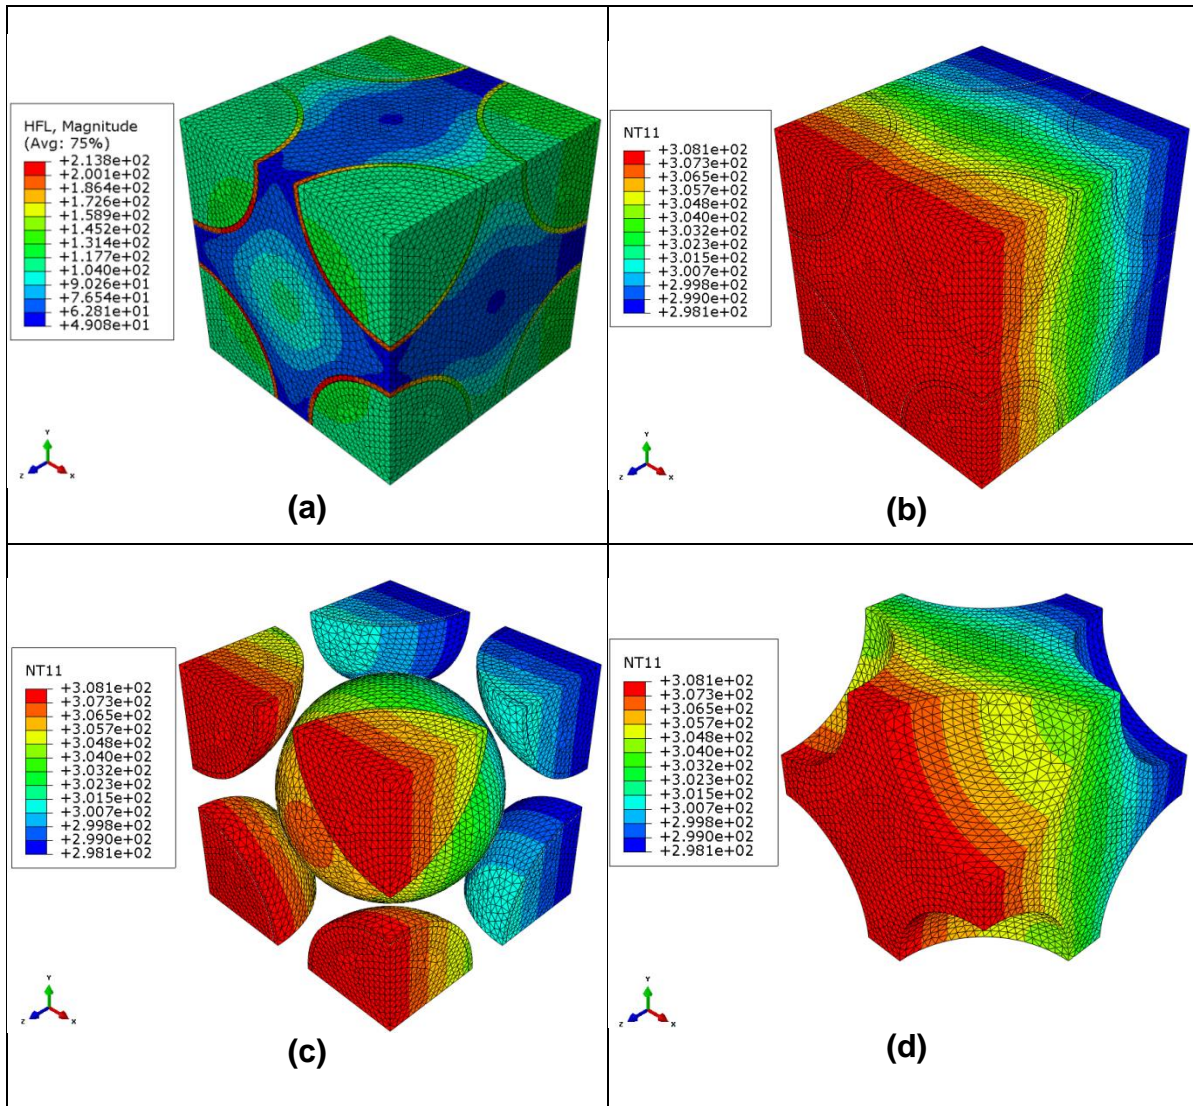 HFL, Magnitude
(Avg: 75%)
+2.138e+02
+2.001e+02
+1.864e+02
+1.726e+02
+1.589e+02
+1.452e+02
+1.314e+02
+1.177e+02
+1.040e+02
+9.026e+01
+7.654e+01
+6.281e+01
+4.908e+01
Y
Z
X
(a)
NT11
+3.081e+02
+3.073e+02
+3.065e+02
+3.057e+02
+3.048e+02
+3.040e+02
+3.032e+02
+3.023e+02
+3.015e+02
+3.007e+02
+2.998e+02
+2.990e+02
+2.981e+02
Y
Z
X
(b)
NT11
+3.081e+02
+3.073e+02
+3.065e+02
+3.057e+02
+3.048e+02
+3.040e+02
+3.032e+02
+3.023e+02
+3.015e+02
+3.007e+02
+2.998e+02
+2.990e+02
+2.981e+02
Y
Z
X
(c)
NT11
+3.081e+02
+3.073e+02
+3.065e+02
+3.057e+02
+3.048e+02
+3.040e+02
+3.032e+02
+3.023e+02
+3.015e+02
+3.007e+02
+2.998e+02
+2.990e+02
+2.981e+02
Y
Z
X
(d)